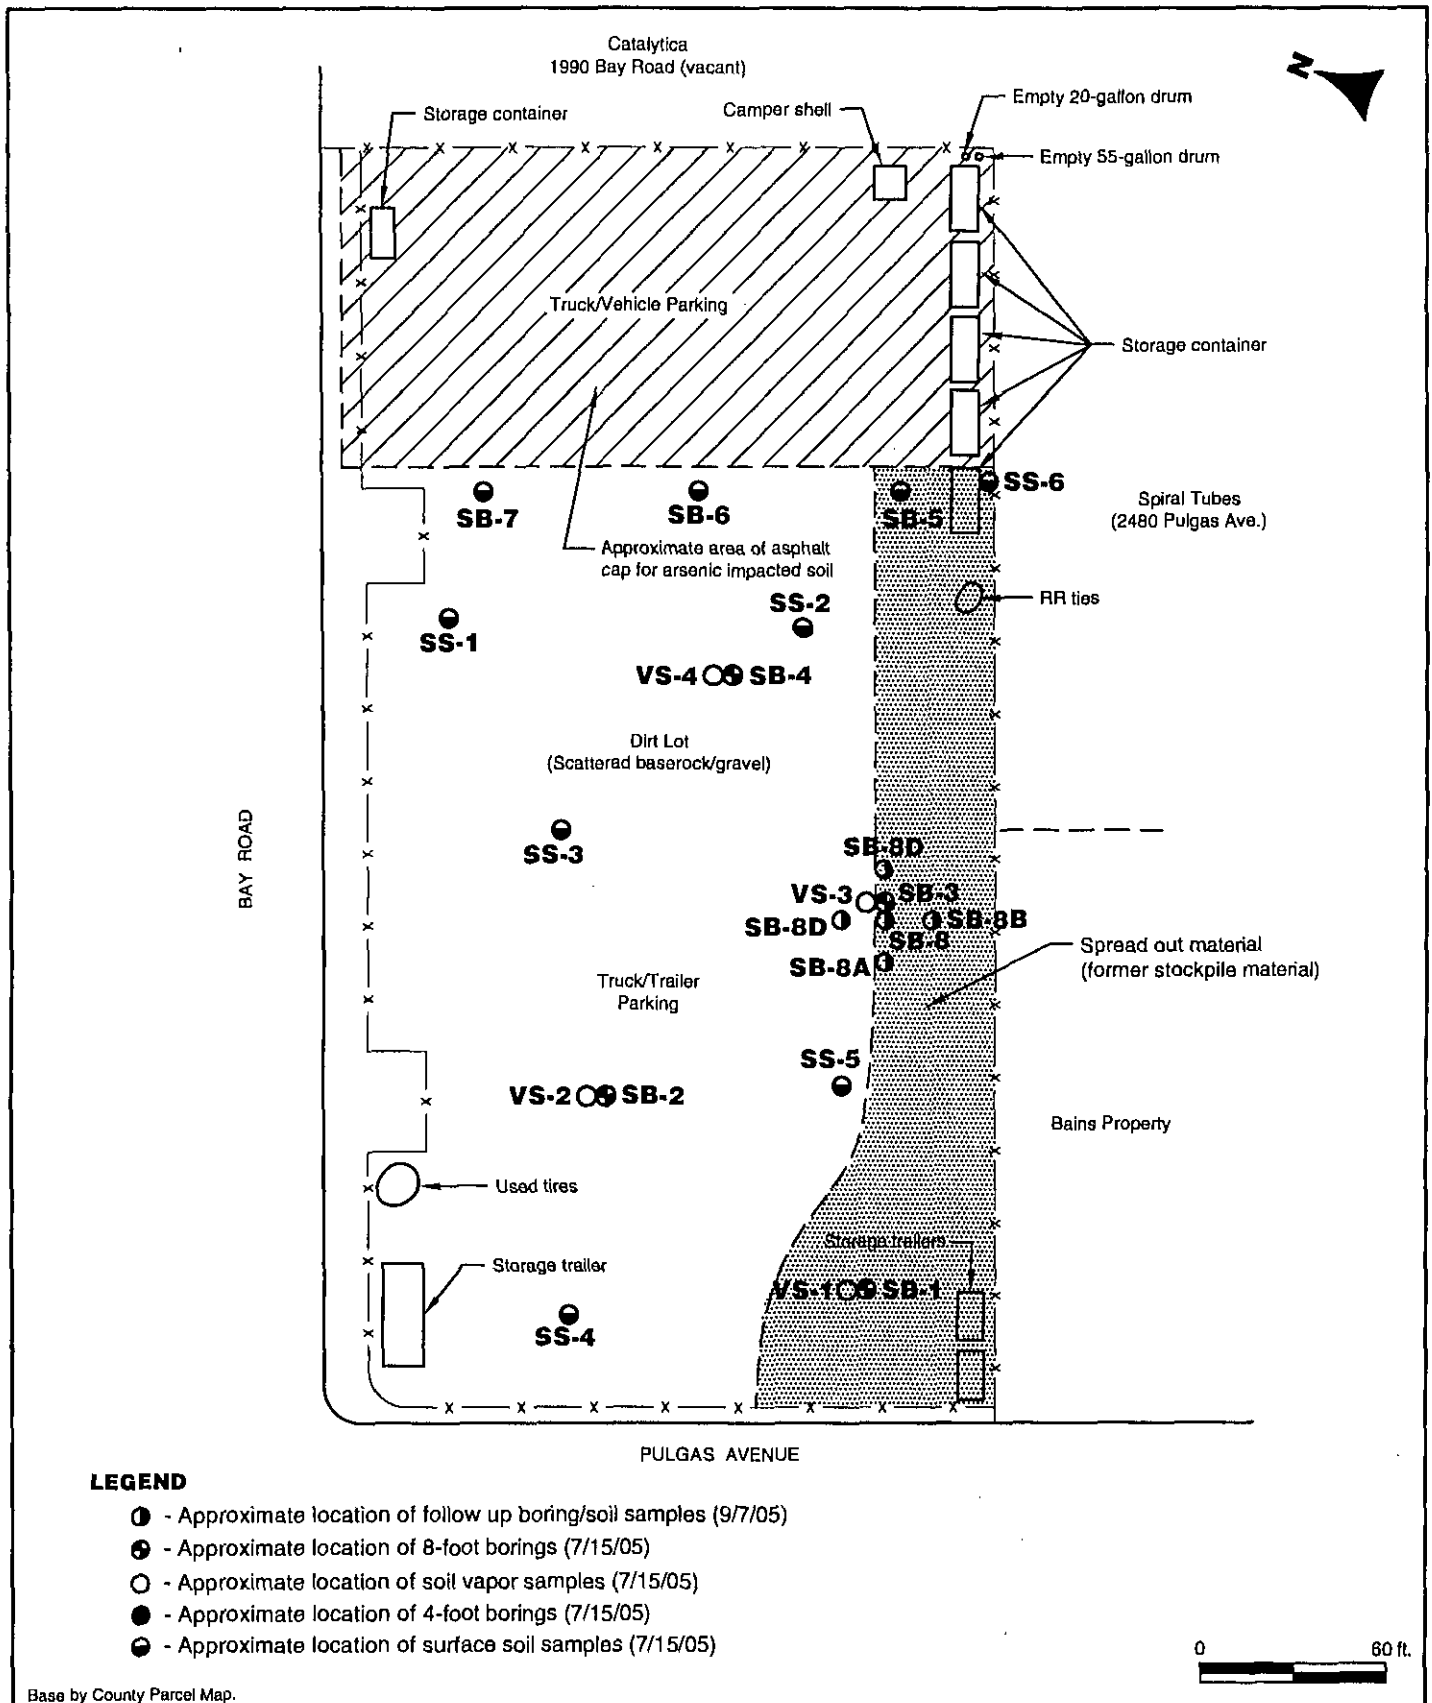 Catalytica
1990 Bay Road (vacant)
N
Storage container
Camper shell
Empty 20-gallon drum
Empty 55-gallon drum
Truck/Vehicle Parking
Storage container
SS-6
SB-7
SB-6
SB-5
Spiral Tubes
(2480 Pulgas Ave.)
Approximate area of asphalt
cap for arsenic impacted soil
RR ties
SS-2
SS-1
VS-4
SB-4
Dirt Lot
(Scatterad baserock/gravel)
BAY ROAD
SS-3
SB-8D
VS-3
SB-3
SB-8D
SB-8B
SB-8
SB-8A
Spread out material
(former stockpile material)
Truck/Trailer
Parking
SS-5
VS-2
SB-2
Bains Property
Used tires
Storage trailers
Storage trailer
VS-1
SB-1
SS-4
PULGAS AVENUE
LEGEND
- Approximate location of follow up boring/soil samples (9/7/05)
- Approximate location of 8-foot borings (7/15/05)
- Approximate location of soil vapor samples (7/15/05)
- Approximate location of 4-foot borings (7/15/05)
- Approximate location of surface soil samples (7/15/05)
0 60 ft.
Base by County Parcel Map.